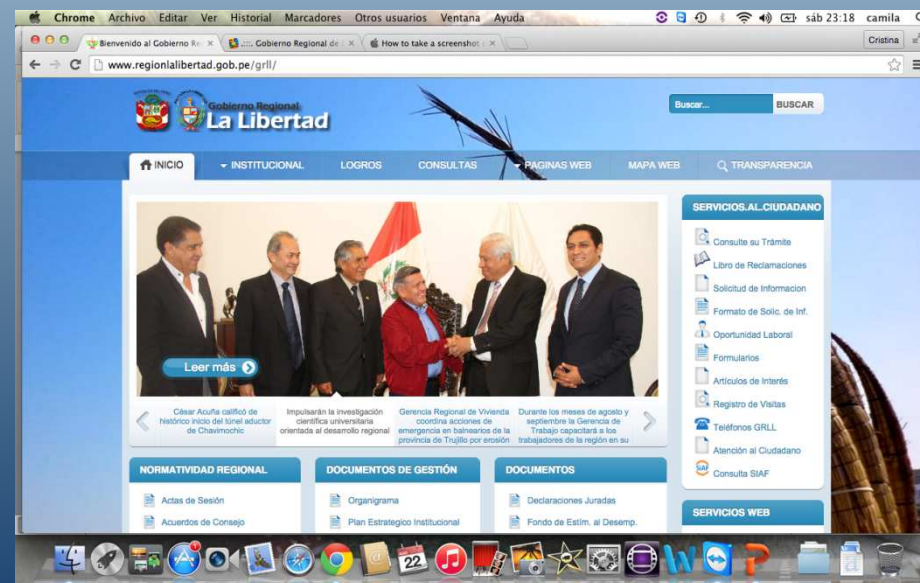 Chrome Archivo Editar Ver Historial Marcadores Otros usuarios Ventana Ayuda sáb 23:18 camila
Bienvenido al Gobierno Re
.:::. Gobierno Regional de
How to take a screenshot
Cristina
www.regionlalibertad.gob.pe/grll/
Gobierno Regional
La Libertad
Buscar... BUSCAR
INICIO INSTITUCIONAL LOGROS CONSULTAS PAGINAS WEB MAPA WEB TRANSPARENCIA
Leer más
César Acuña calificó de
histórico inicio del túnel aductor
de Chavimochic
Impulsarán la investigación
científica universitaria
orientada al desarrollo regional
Gerencia Regional de Vivienda
coordina acciones de
emergencia en balnearios de la
provincia de Trujillo por erosión
Durante los meses de agosto y
septiembre la Gerencia de
Trabajo capacitará a los
trabajadores de la región en su
SERVICIOS.AL.CIUDADANO
Consulte su Trámite
Libro de Reclamaciones
Solicitud de Informacion
Formato de Solic. de Inf.
Oportunidad Laboral
Formularios
Artículos de Interés
Registro de Visitas
Teléfonos GRLL
Atención al Ciudadano
SIAF
Consulta SIAF
SERVICIOS WEB
NORMATIVIDAD REGIONAL
Actas de Sesión
Acuerdos de Consejo
DOCUMENTOS DE GESTIÓN
Organigrama
Plan Estrategico Institucional
DOCUMENTOS
Declaraciones Juradas
Fondo de Estím. al Desemp.
22